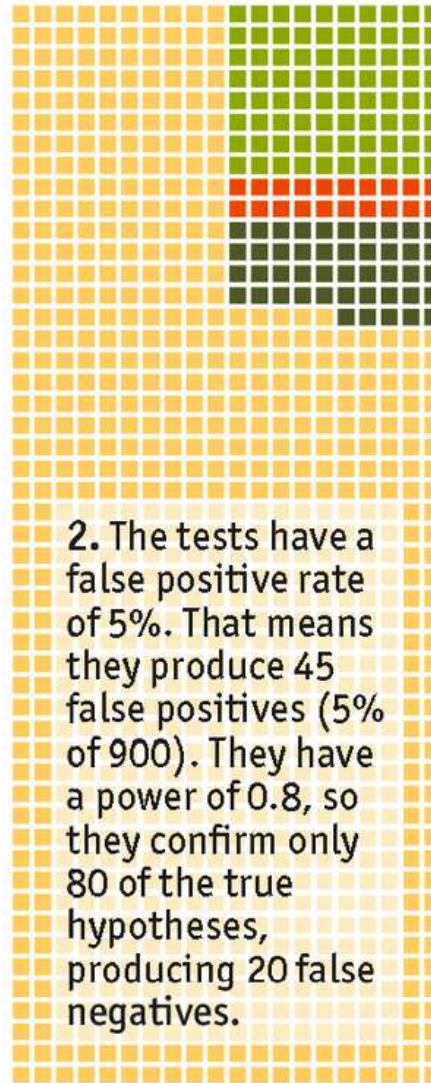 2. The tests have a
false positive rate
of 5%. That means
they produce 45
false positives (5%
of 900). They have
a power of 0.8, so
they confirm only
80 of the true
hypotheses,
producing 20 false
negatives.